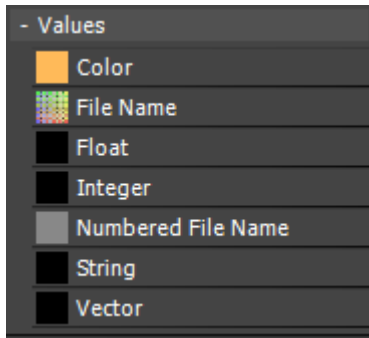 - Values
Color
File Name
Float
Integer
Numbered File Name
String
Vector